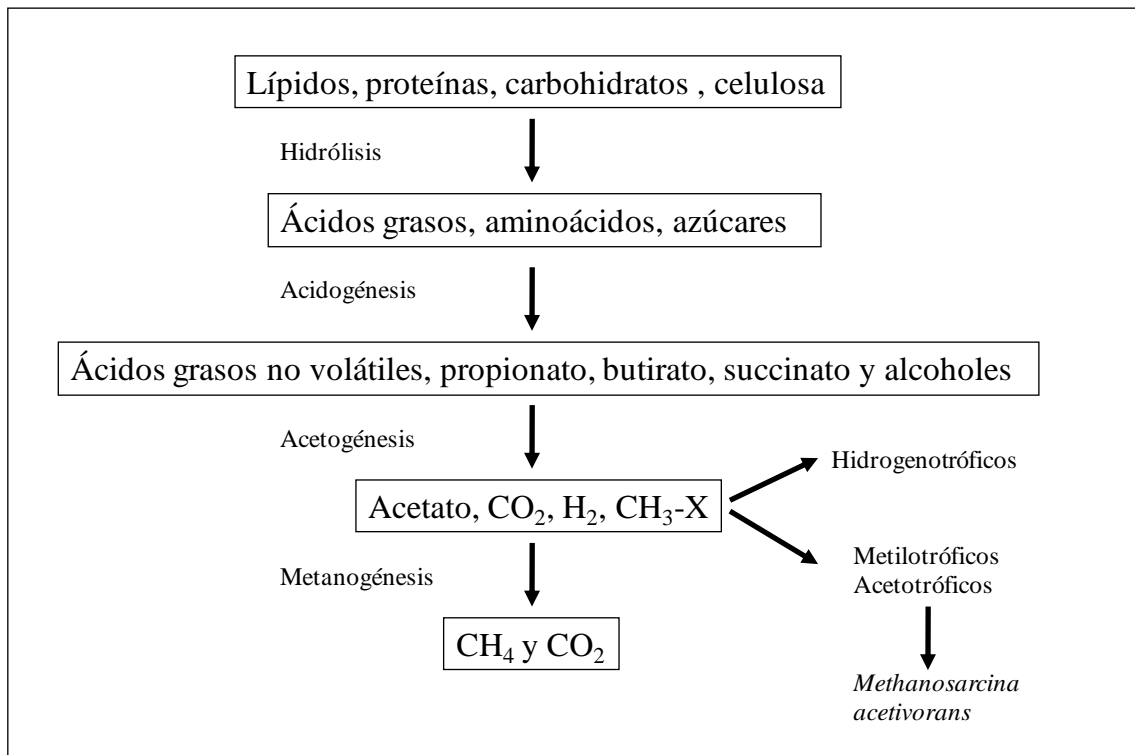 Lípidos, proteínas, carbohidratos , celulosa
Hidrólisis
Ácidos grasos, aminoácidos, azúcares
Acidogénesis
Ácidos grasos no volátiles, propionato, butirato, succinato y alcoholes
Acetogénesis
Hidrogenotróficos
Acetato, CO₂, H₂, CH₃-X
Metanogénesis
Metilotróficos
Acetotróficos
CH₄ y CO₂
Methanosarcina
acetivorans